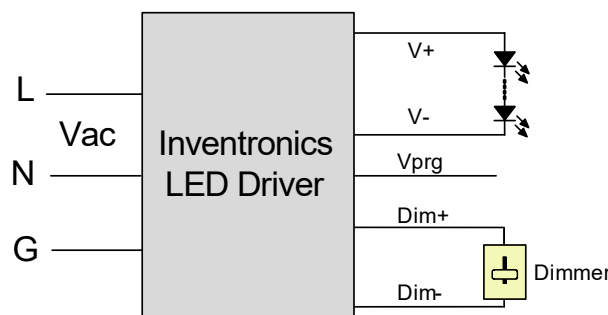 L
Vac
N
G
Inventronics
LED Driver
V+
V-
Vprg
Dim+
Dim-
Dimmer